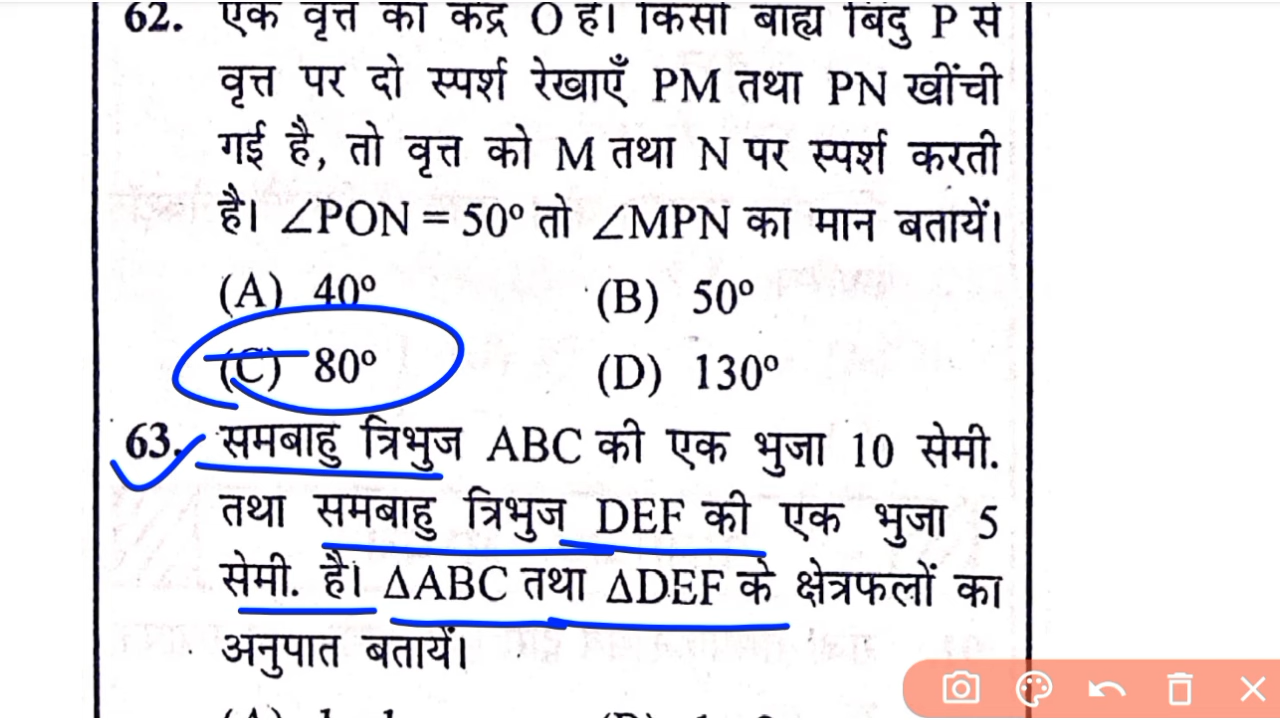 62. एक वृत्त का केंद्र O है। किसी बाह्य बिंदु P से
वृत्त पर दो स्पर्श रेखाएँ PM तथा PN खींची
गई है, तो वृत्त को M तथा N पर स्पर्श करती
है। ∠PON = 50° तो ∠MPN का मान बतायें।
(A) 40° (B) 50°
(C) 80° (D) 130°
63. समबाहु त्रिभुज ABC की एक भुजा 10 सेमी.
तथा समबाहु त्रिभुज DEF की एक भुजा 5
सेमी. है। ΔABC तथा ΔDEF के क्षेत्रफलों का
अनुपात बतायें।